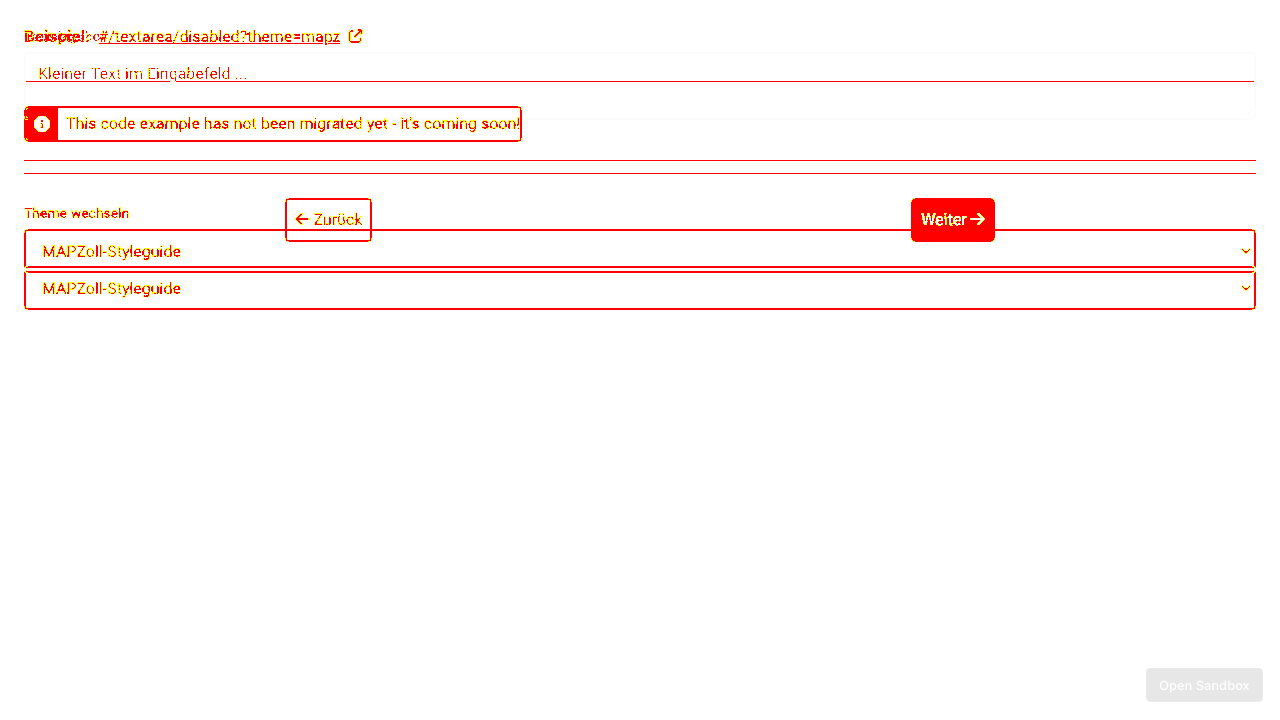 Beispiel: #/textarea/disabled?theme=mapz
Kleiner Text im Eingabefeld ...
This code example has not been migrated yet - it's coming soon!
Theme wechseln
← Zurück
Weiter →
MAPZoll-Styleguide
MAPZoll-Styleguide
Open Sandbox